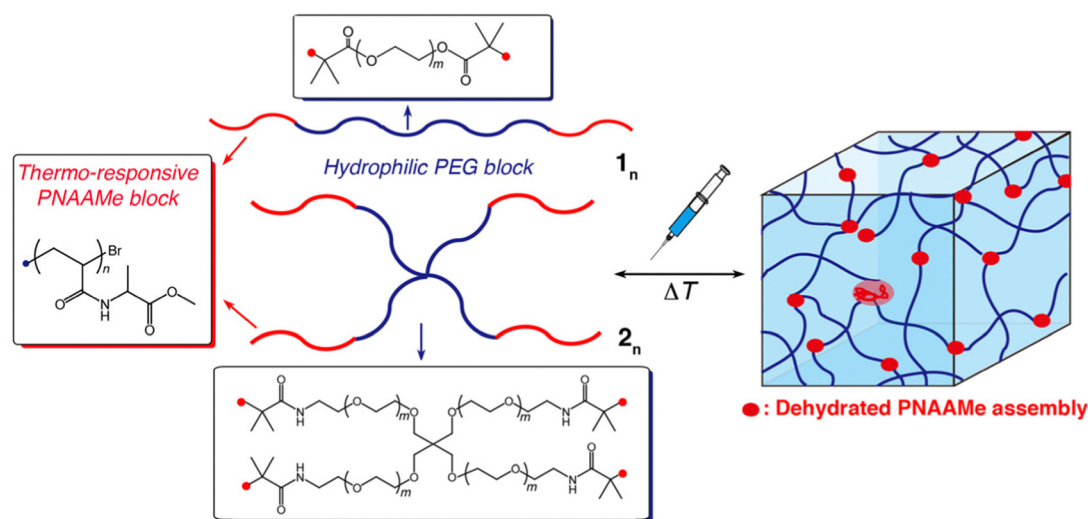 O
O
O
m
O
O
Hydrophilic PEG block
1n
Thermo-responsive
PNAAMe block
Br
n
O
N
H
O
O
ΔT
2n
O
N
H
O
m
O
O
m
O
N
H
O
H
N
O
O
m
O
O
m
O
N
H
O
: Dehydrated PNAAMe assembly